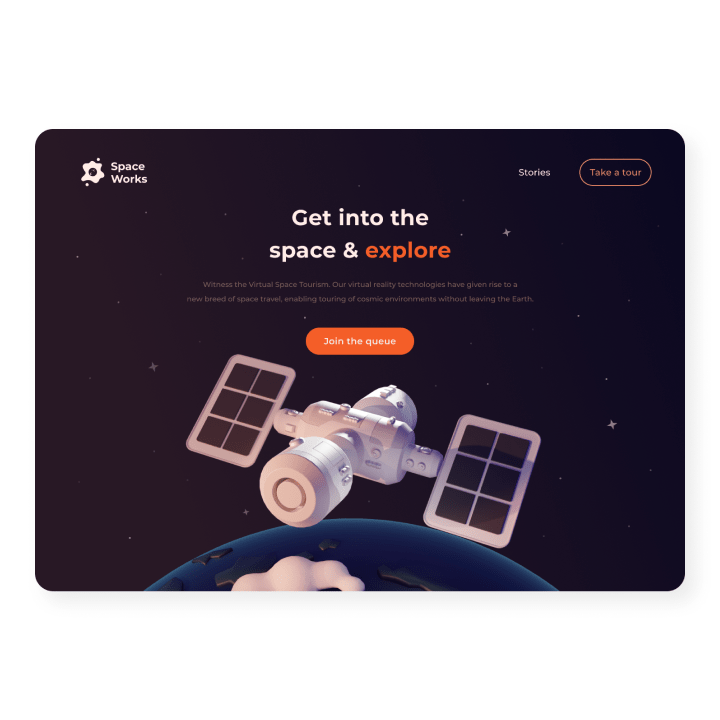 Space
Works
Stories
Take a tour
Get into the
space & explore
Witness the Virtual Space Tourism. Our virtual reality technologies have given rise to a
new breed of space travel, enabling touring of cosmic environments without leaving the Earth.
Join the queue